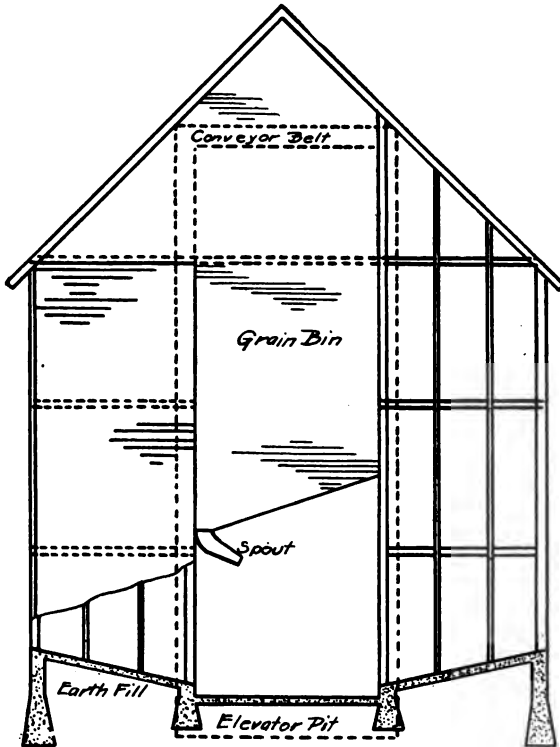 Conveyor Belt
Grain Bin
Spout
Earth Fill
Elevator Pit